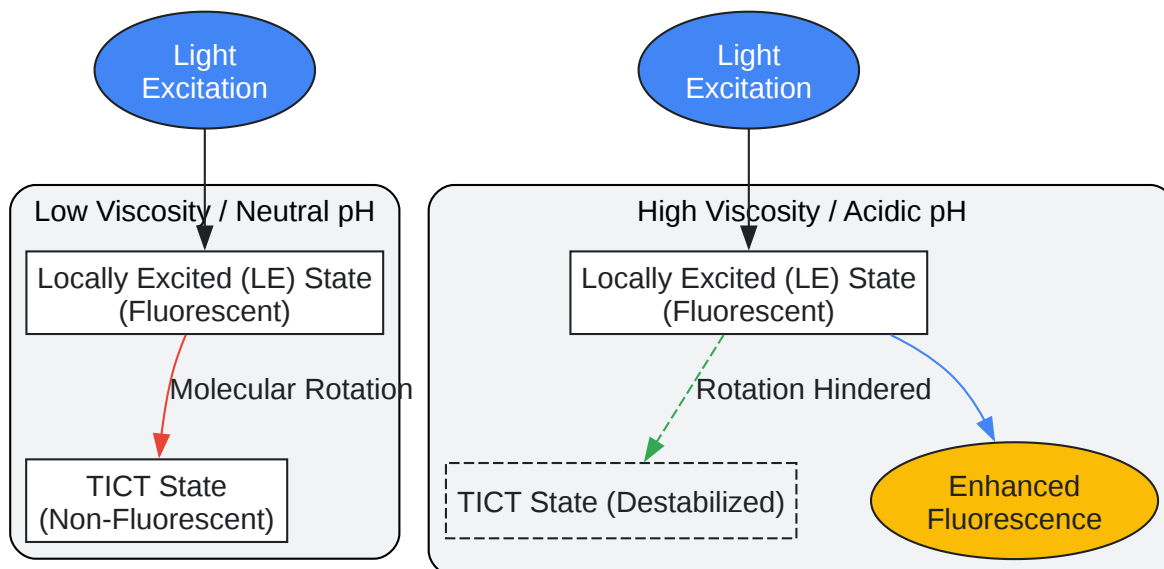 Light
Excitation
Low Viscosity / Neutral pH
Locally Excited (LE) State
(Fluorescent)
Molecular Rotation
TICT State
(Non-Fluorescent)
Light
Excitation
High Viscosity / Acidic pH
Locally Excited (LE) State
(Fluorescent)
Rotation Hindered
TICT State (Destabilized)
Enhanced
Fluorescence